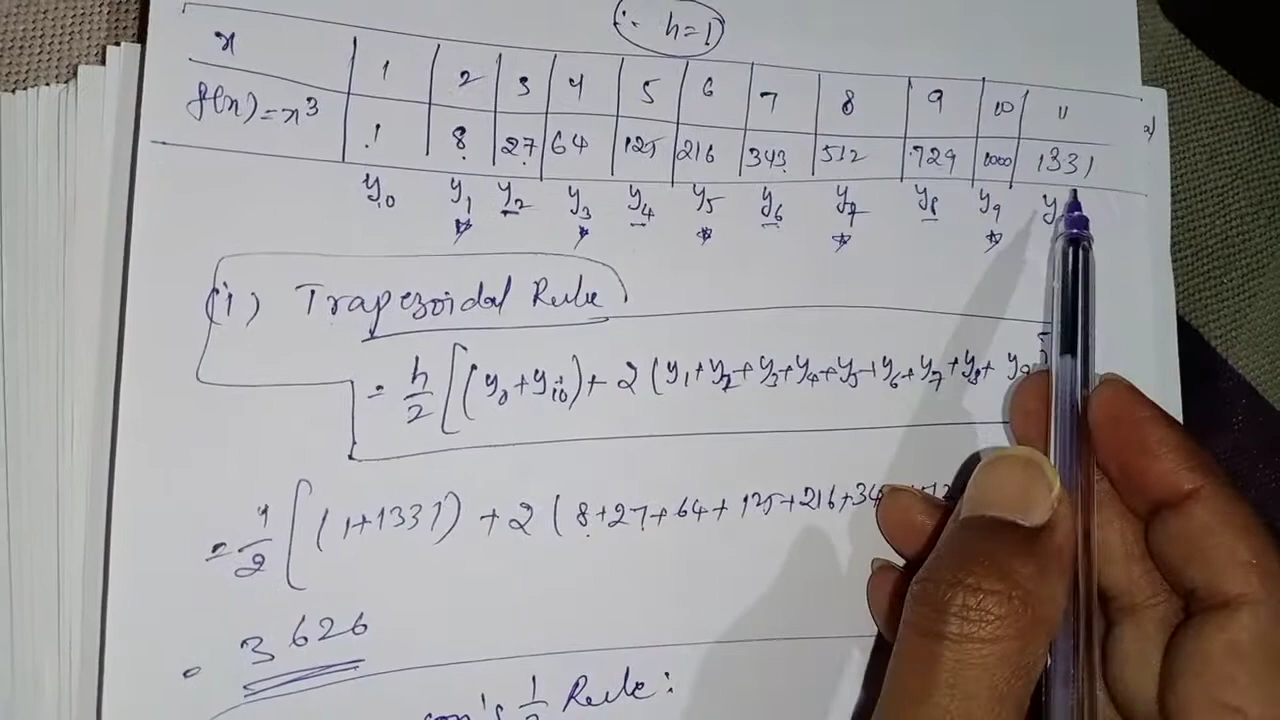 ∴ h=1
x 1 2 3 4 5 6 7 8 9 10 11
f(x)=x³ 1 8 27 64 125 216 343 512 729 1000 1331
y₀ y₁ y₂ y₃ y₄ y₅ y₆ y₇ y₈ y₉ y
(i) Trapezoidal Rule
= h/2 [(y₀+y₁₀)+2(y₁+y₂+y₃+y₄+y₅+y₆+y₇+y₈+y₉
= 1/2 [(1+1331)+2(8+27+64+125+216+34
= 3626
Rule: